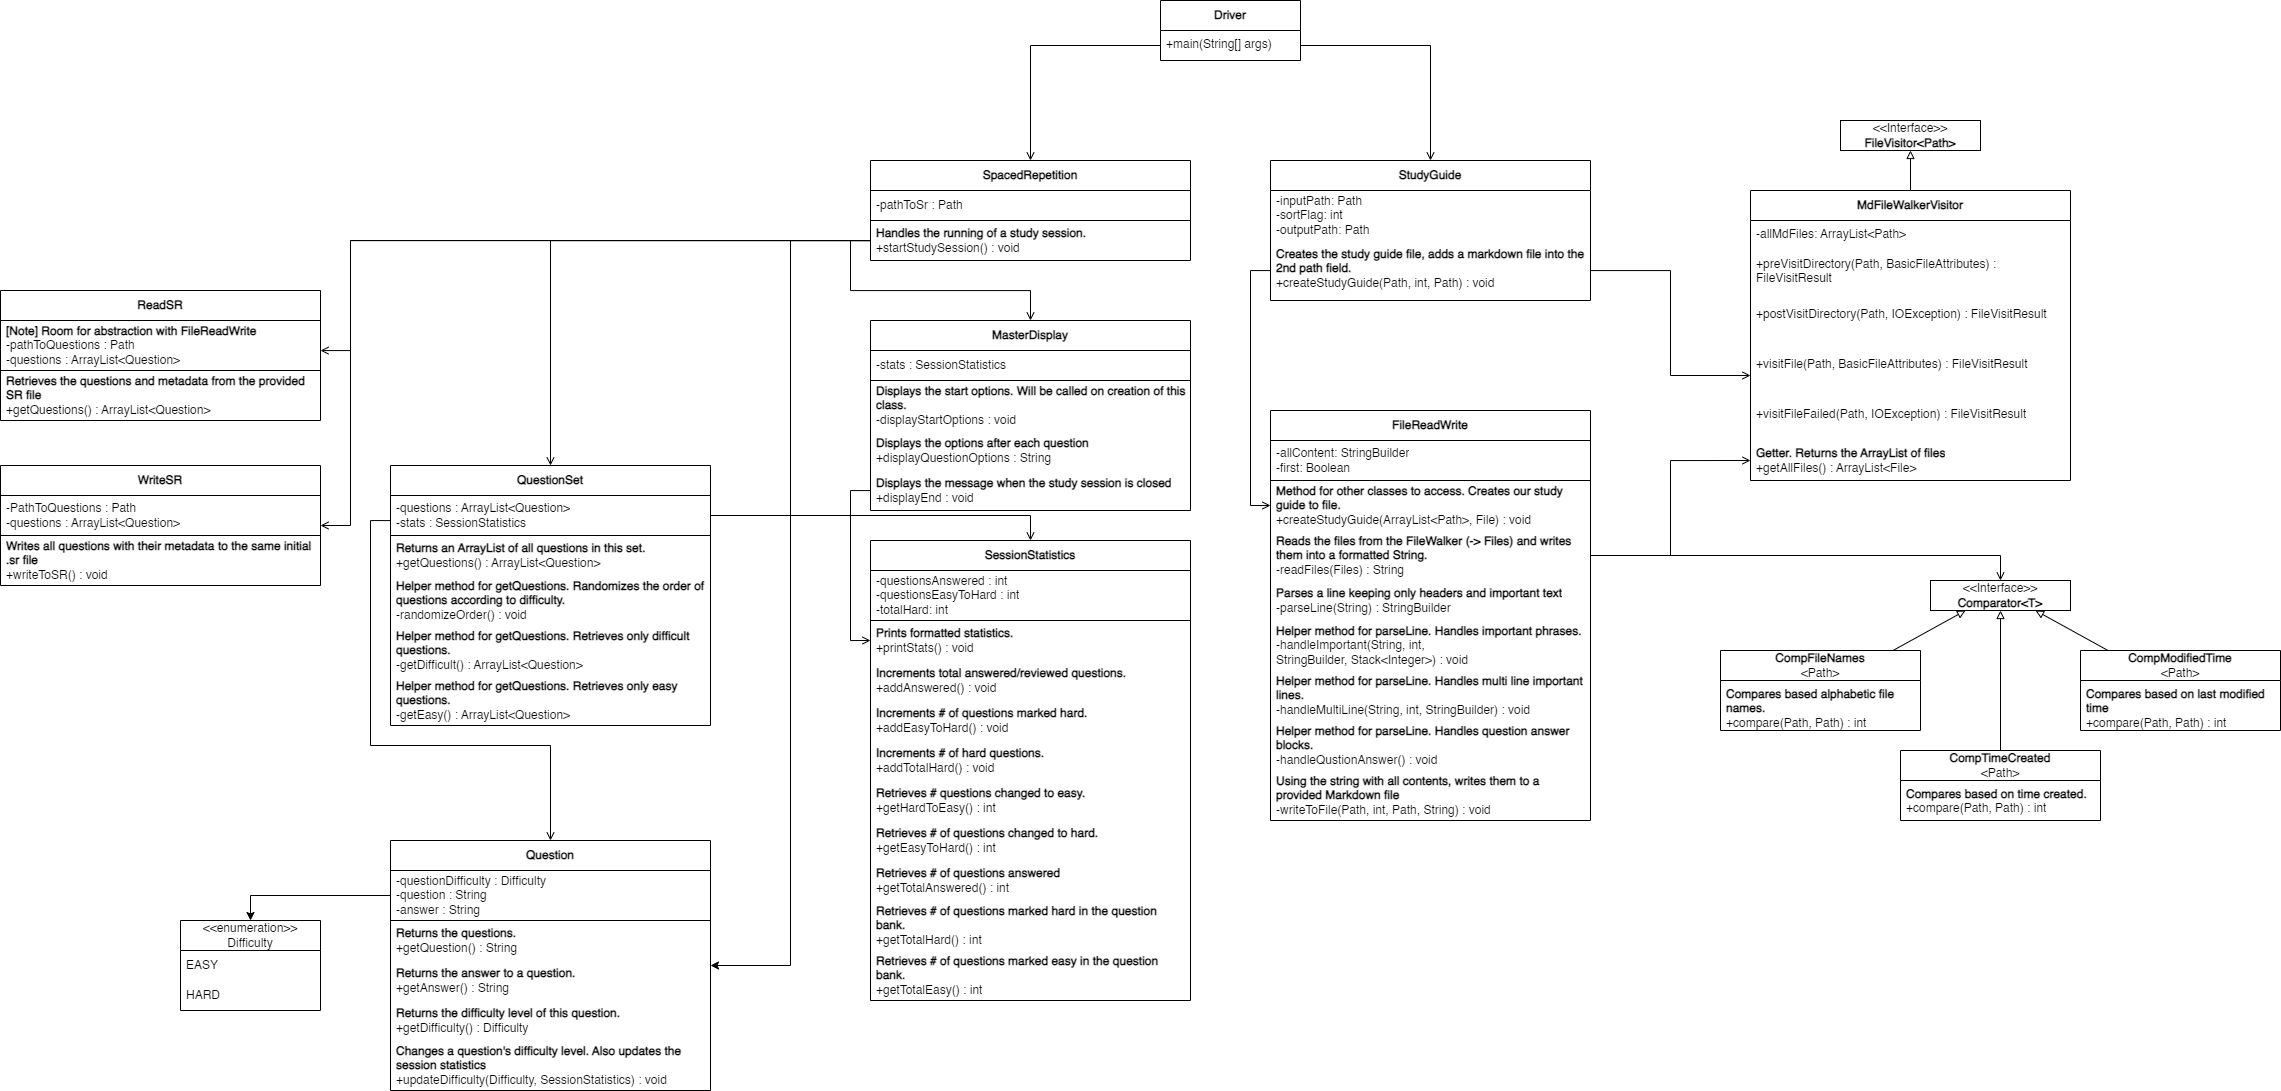 Driver
+main(String[] args)
<<Interface>>
FileVisitor<Path>
SpacedRepetition
-pathToSr : Path
Handles the running of a study session.
+startStudySession() : void
StudyGuide
-inputPath: Path
-sortFlag: int
-outputPath: Path
Creates the study guide file, adds a markdown file into the
2nd path field.
+createStudyGuide(Path, int, Path) : void
MdFileWalkerVisitor
-allMdFiles: ArrayList<Path>
+preVisitDirectory(Path, BasicFileAttributes) :
FileVisitResult
+postVisitDirectory(Path, IOException) : FileVisitResult
+visitFile(Path, BasicFileAttributes) : FileVisitResult
+visitFileFailed(Path, IOException) : FileVisitResult
Getter. Returns the ArrayList of files
+getAllFiles() : ArrayList<File>
ReadSR
[Note] Room for abstraction with FileReadWrite
-pathToQuestions : Path
-questions : ArrayList<Question>
Retrieves the questions and metadata from the provided
SR file
+getQuestions() : ArrayList<Question>
MasterDisplay
-stats : SessionStatistics
Displays the start options. Will be called on creation of this
class.
-displayStartOptions : void
Displays the options after each question
+displayQuestionOptions : String
Displays the message when the study session is closed
+displayEnd : void
FileReadWrite
-allContent: StringBuilder
-first: Boolean
Method for other classes to access. Creates our study
guide to file.
+createStudyGuide(ArrayList<Path>, File) : void
Reads the files from the FileWalker (-> Files) and writes
them into a formatted String.
-readFiles(Files) : String
Parses a line keeping only headers and important text
-parseLine(String) : StringBuilder
Helper method for parseLine. Handles important phrases.
-handleImportant(String, int,
StringBuilder, Stack<Integer>) : void
Helper method for parseLine. Handles multi line important
lines.
-handleMultiLine(String, int, StringBuilder) : void
Helper method for parseLine. Handles question answer
blocks.
-handleQustionAnswer() : void
Using the string with all contents, writes them to a
provided Markdown file
-writeToFile(Path, int, Path, String) : void
WriteSR
-PathToQuestions : Path
-questions : ArrayList<Question>
Writes all questions with their metadata to the same initial
.sr file
+writeToSR() : void
QuestionSet
-questions : ArrayList<Question>
-stats : SessionStatistics
Returns an ArrayList of all questions in this set.
+getQuestions() : ArrayList<Question>
Helper method for getQuestions. Randomizes the order of
questions according to difficulty.
-randomizeOrder() : void
Helper method for getQuestions. Retrieves only difficult
questions.
-getDifficult() : ArrayList<Question>
Helper method for getQuestions. Retrieves only easy
questions.
-getEasy() : ArrayList<Question>
SessionStatistics
-questionsAnswered : int
-questionsEasyToHard : int
-totalHard: int
Prints formatted statistics.
+printStats() : void
Increments total answered/reviewed questions.
+addAnswered() : void
Increments # of questions marked hard.
+addEasyToHard() : void
Increments # of hard questions.
+addTotalHard() : void
Retrieves # questions changed to easy.
+getHardToEasy() : int
Retrieves # of questions changed to hard.
+getEasyToHard() : int
Retrieves # of questions answered
+getTotalAnswered() : int
Retrieves # of questions marked hard in the question
bank.
+getTotalHard() : int
Retrieves # of questions marked easy in the question
bank.
+getTotalEasy() : int
<<Interface>>
Comparator<T>
CompFileNames
<Path>
Compares based alphabetic file
names.
+compare(Path, Path) : int
CompModifiedTime
<Path>
Compares based on last modified
time
+compare(Path, Path) : int
CompTimeCreated
<Path>
Compares based on time created.
+compare(Path, Path) : int
Question
-questionDifficulty : Difficulty
-question : String
-answer : String
Returns the questions.
+getQuestion() : String
Returns the answer to a question.
+getAnswer() : String
Returns the difficulty level of this question.
+getDifficulty() : Difficulty
Changes a question's difficulty level. Also updates the
session statistics
+updateDifficulty(Difficulty, SessionStatistics) : void
<<enumeration>>
Difficulty
EASY
HARD